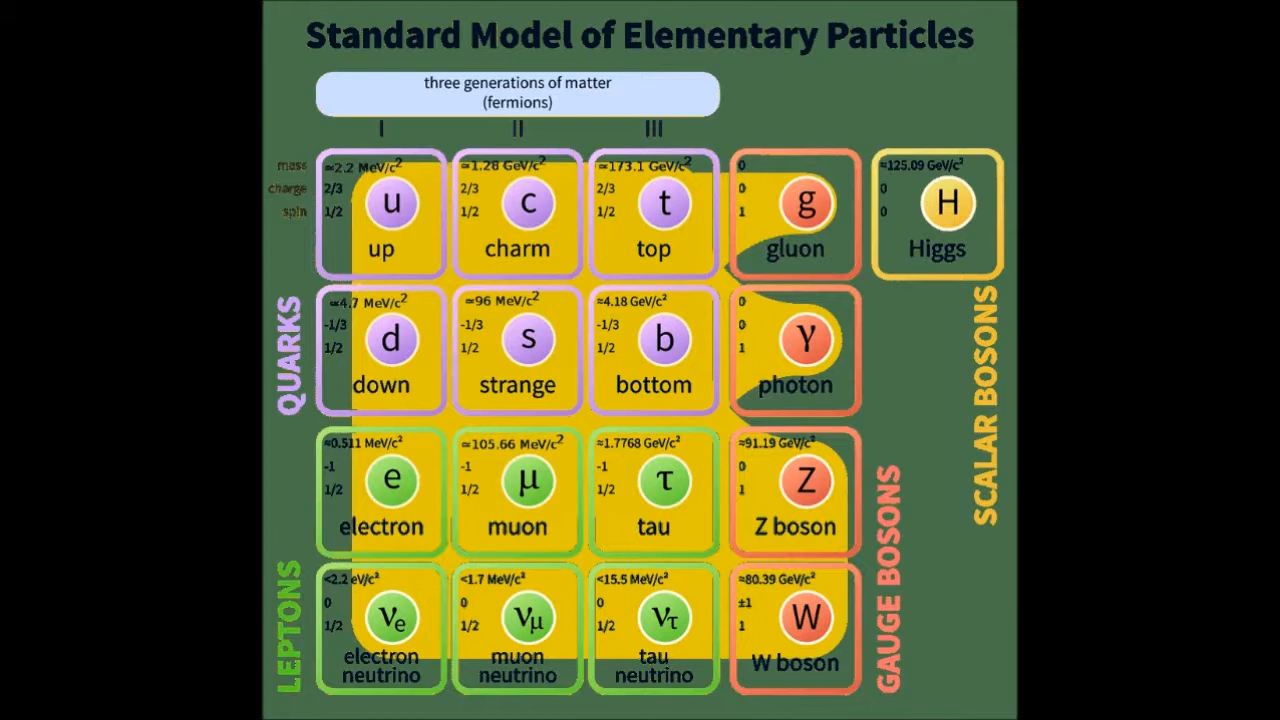 Standard Model of Elementary Particles
three generations of matter
(fermions)
I II III
mass
charge
spin
≃2.2 MeV/c²
2/3
1/2
u
up
≃1.28 GeV/c²
2/3
1/2
c
charm
≃173.1 GeV/c²
2/3
1/2
t
top
0
0
1
g
gluon
≃125.09 GeV/c²
0
0
H
Higgs
QUARKS
≃4.7 MeV/c²
-1/3
1/2
d
down
≃96 MeV/c²
-1/3
1/2
s
strange
≃4.18 GeV/c²
-1/3
1/2
b
bottom
0
0
1
γ
photon
SCALAR BOSONS
≃0.511 MeV/c²
-1
1/2
e
electron
≃105.66 MeV/c²
-1
1/2
μ
muon
≃1.7768 GeV/c²
-1
1/2
τ
tau
≃91.19 GeV/c²
0
1
Z
Z boson
GAUGE BOSONS
LEPTONS
<2.2 eV/c²
0
1/2
νe
electron
neutrino
<1.7 MeV/c²
0
1/2
νμ
muon
neutrino
<15.5 MeV/c²
0
1/2
ντ
tau
neutrino
≃80.39 GeV/c²
±1
1
W
W boson